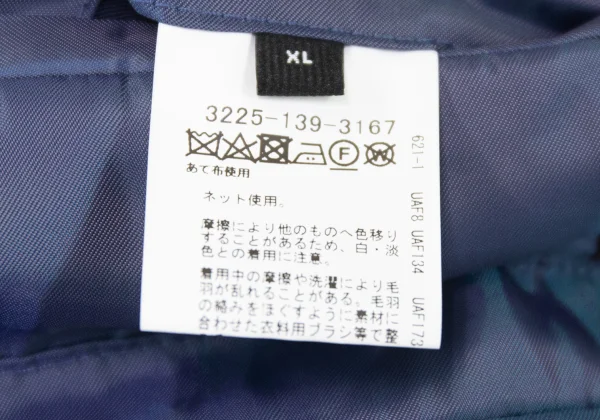 XL
3225-139-3167
F W
あて布使用
ネット使用。
摩擦により他のものへ色移り
することがあるため、白・淡
色との着用に注意。
着用中の摩擦や洗濯により毛
羽が乱れることがある。毛羽
の絡みをほぐすように素材に
合わせた衣料用ブラシ等で整
621-1 UAF8 UAF134 UAF173